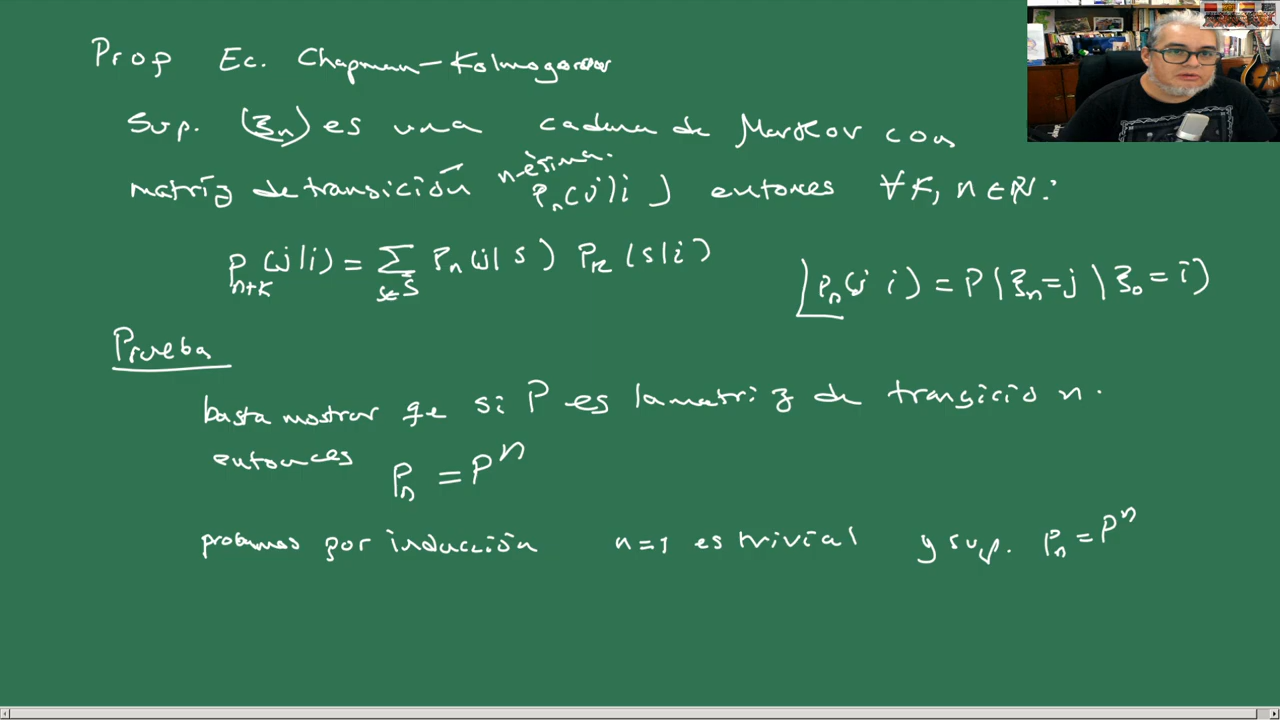 Prop Ec. Chapman-Kolmogorov
Sup. (ξn) es una cadena de Markov con
matriz de transición n-ésima. Pn(j|i) entonces ∀ K, n ∈ ℕ:
Pn+K(j|i) = Σs∈S Pn(j|s) Pk(s|i)
Pn(j i) = P(ξn=j | ξ0=i)
Prueba
basta mostrar qe si P es la matriz de transicio n.
entonces Pn = P^n
probamos por inducción n=1 es trivial y sup. Pn = P^n